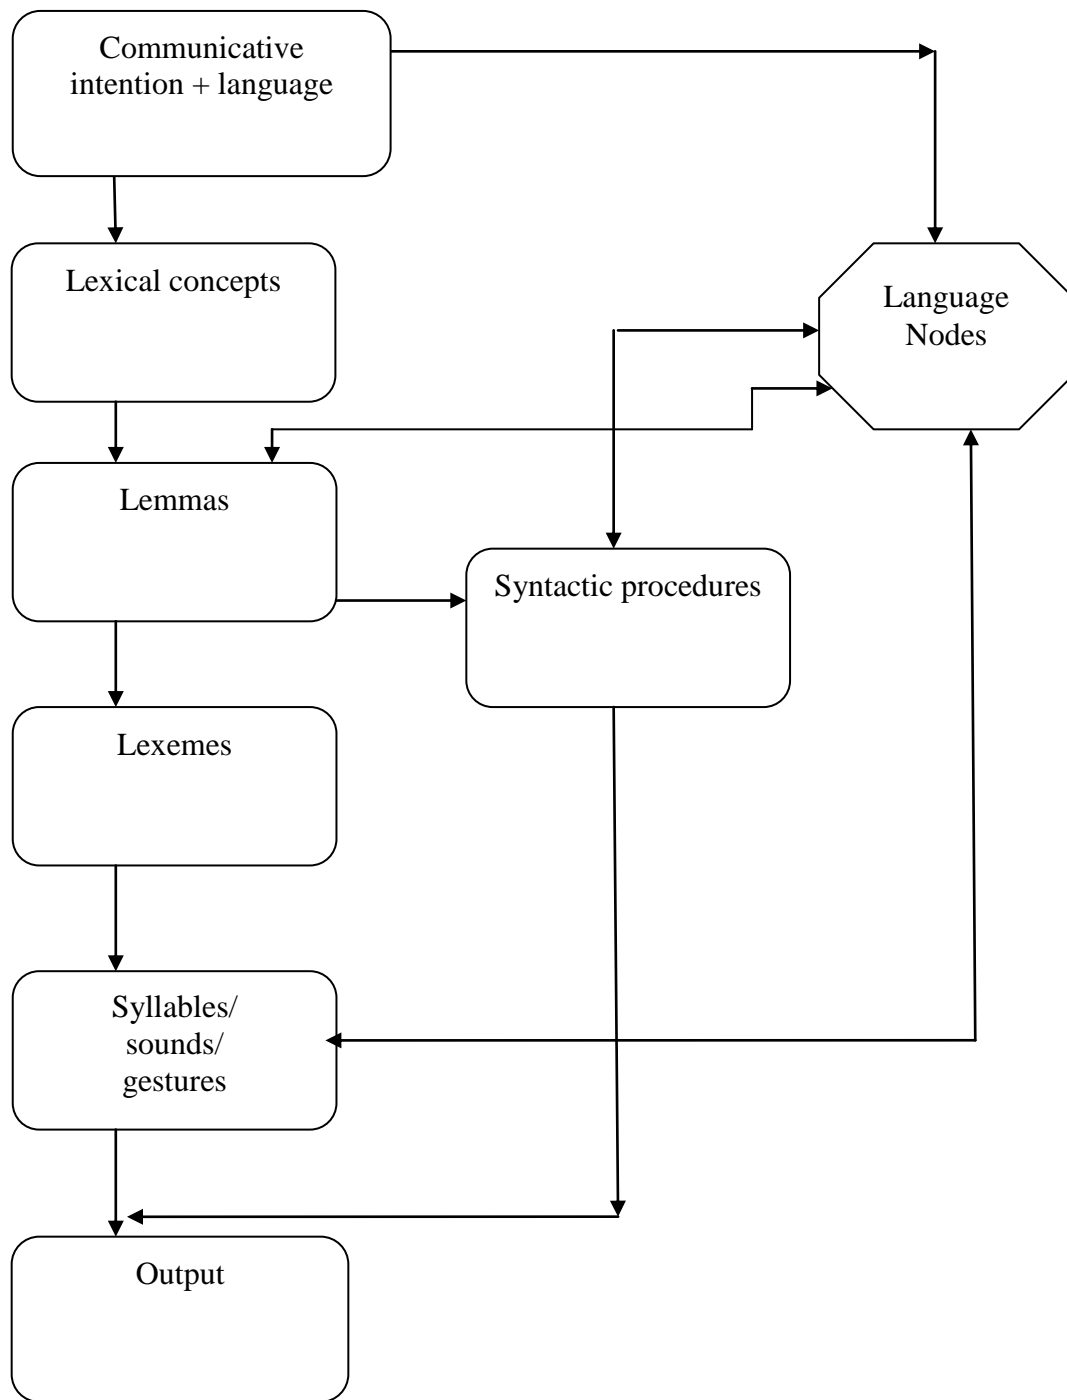 Communicative
intention + language
Lexical concepts
Language
Nodes
Lemmas
Syntactic procedures
Lexemes
Syllables/
sounds/
gestures
Output